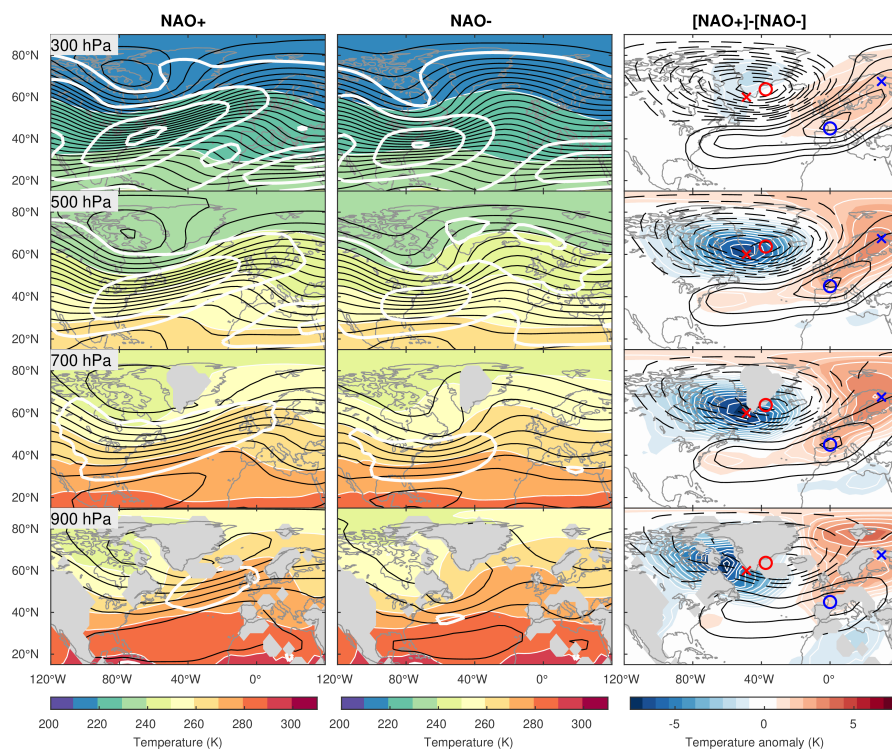 NAO+ NAO- [NAO+]-[NAO-]
300 hPa
80°N
60°N
40°N
20°N
500 hPa
80°N
60°N
40°N
20°N
700 hPa
80°N
60°N
40°N
20°N
900 hPa
80°N
60°N
40°N
20°N
120°W 80°W 40°W 0° 120°W 80°W 40°W 0° 120°W 80°W 40°W 0°
200 220 240 260 280 300 200 220 240 260 280 300 -5 0 5
Temperature (K) Temperature (K) Temperature anomaly (K)